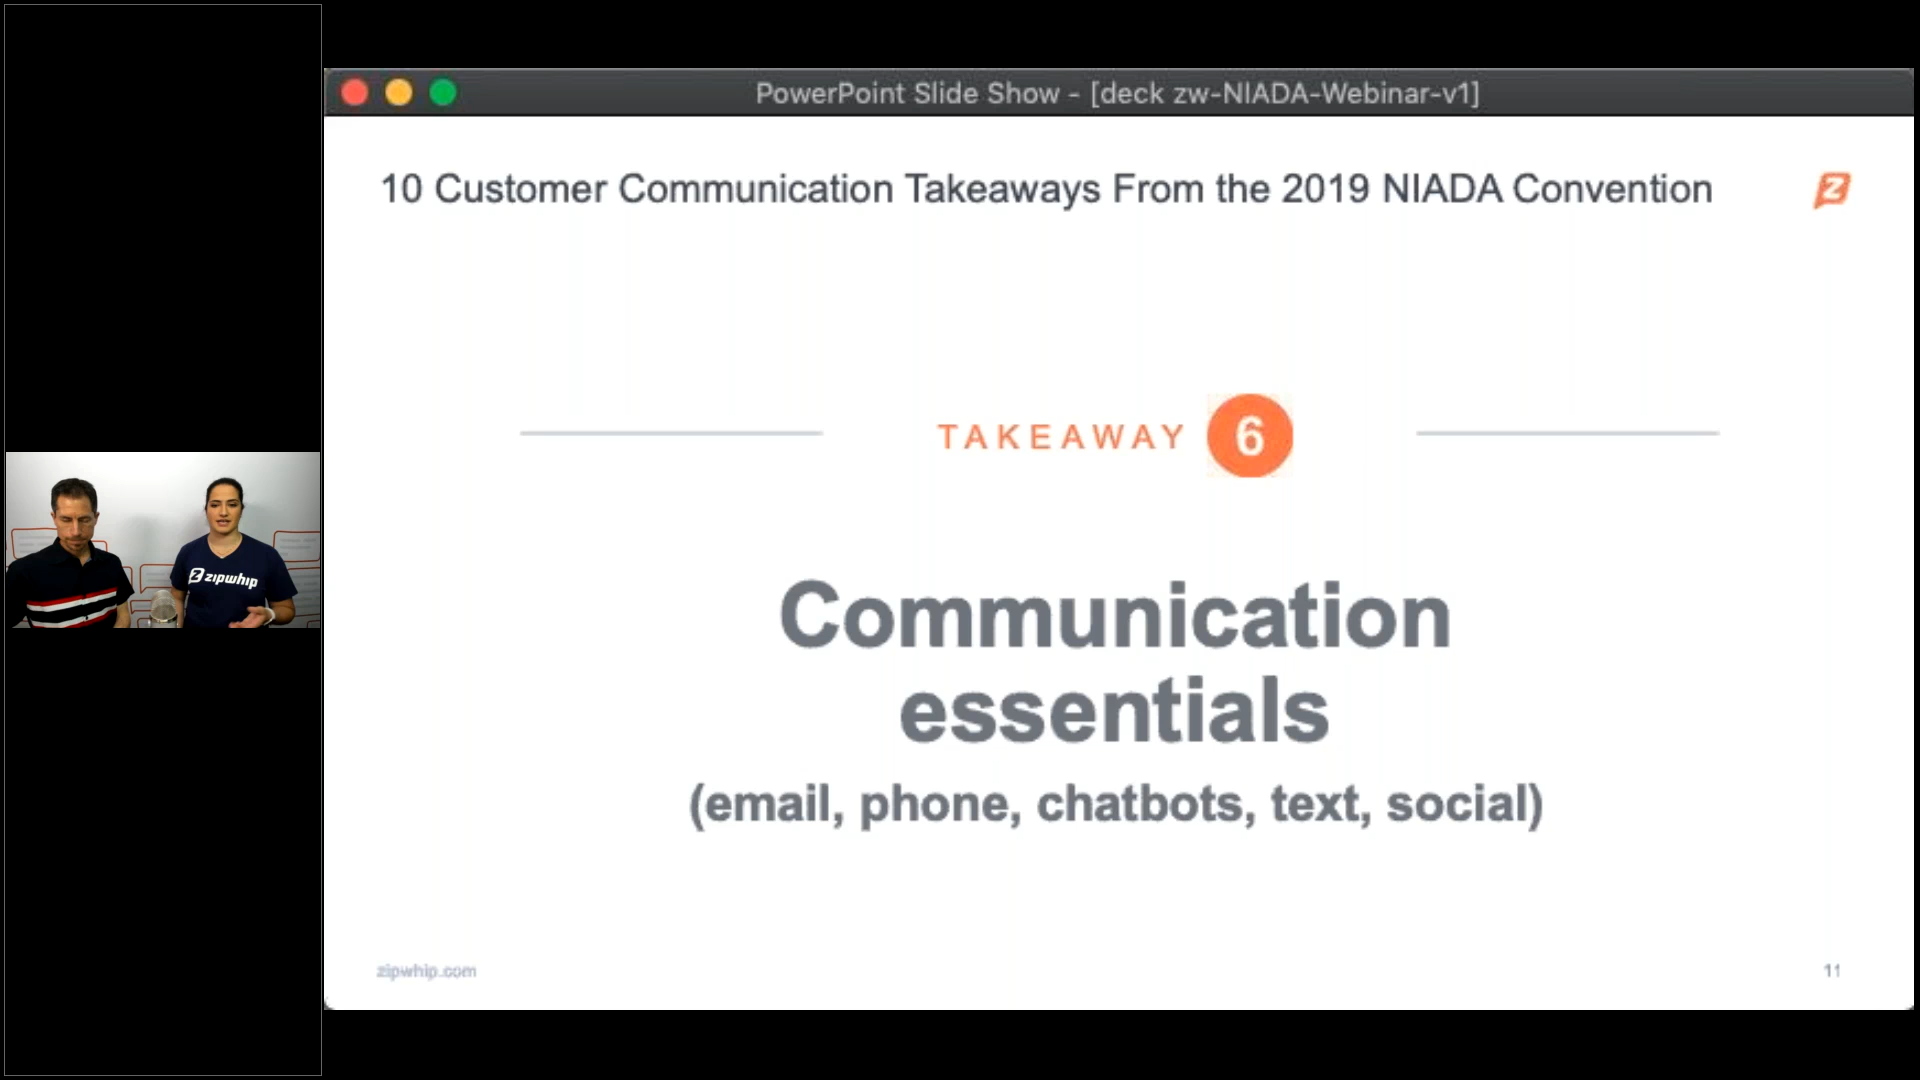 PowerPoint Slide Show - [deck zw-NIADA-Webinar-v1]
10 Customer Communication Takeaways From the 2019 NIADA Convention
TAKEAWAY 6
Communication
essentials
(email, phone, chatbots, text, social)
zipwhip
zipwhip.com
11